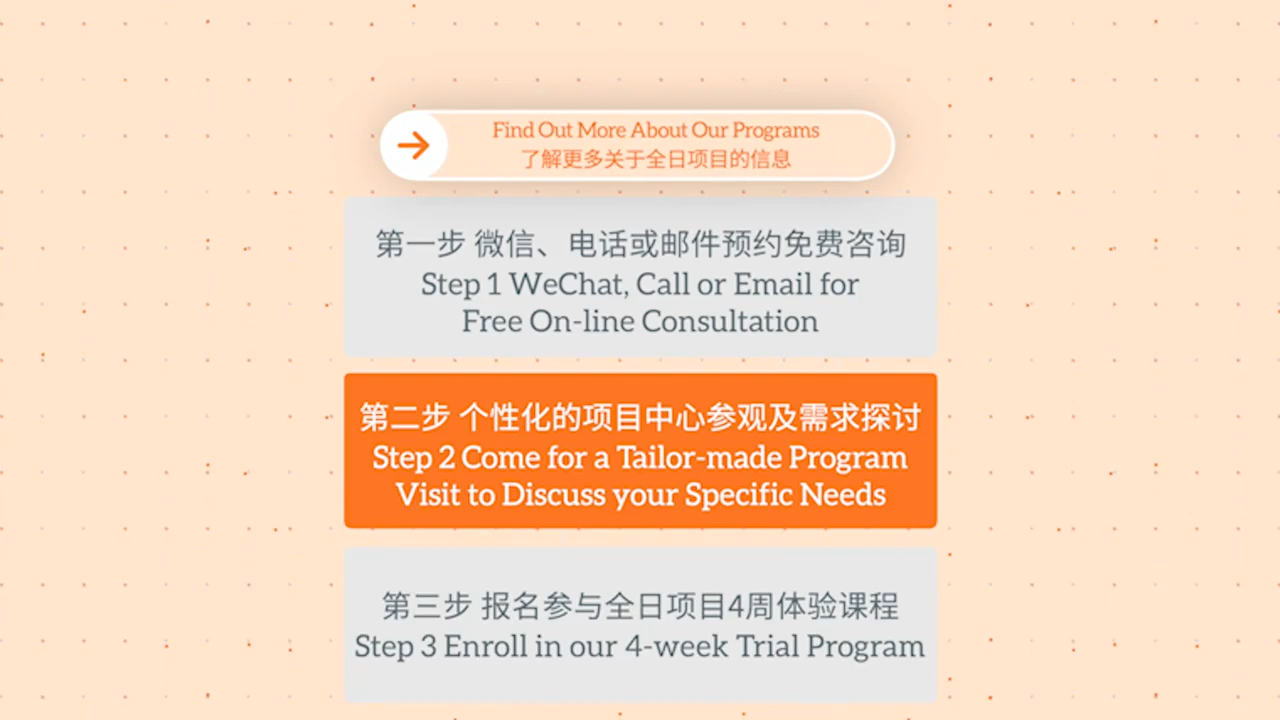 Find Out More About Our Programs
了解更多关于全日项目的信息
第一步 微信、电话或邮件预约免费咨询
Step 1 WeChat, Call or Email for
Free On-line Consultation
第二步 个性化的项目中心参观及需求探讨
Step 2 Come for a Tailor-made Program
Visit to Discuss your Specific Needs
第三步 报名参与全日项目4周体验课程
Step 3 Enroll in our 4-week Trial Program